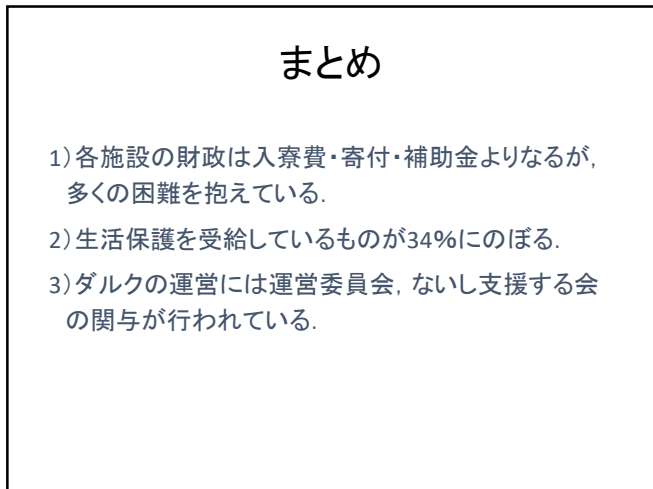 まとめ
1)各施設の財政は入寮費・寄付・補助金よりなるが,
多くの困難を抱えている.
2)生活保護を受給しているものが34%にのぼる.
3)ダルクの運営には運営委員会, ないし支援する会
の関与が行われている.